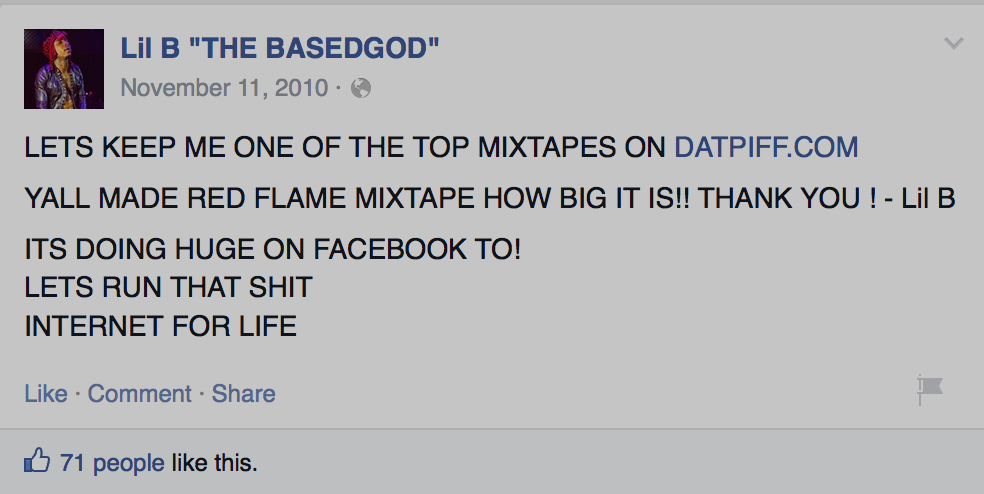 Lil B "THE BASEDGOD"
November 11, 2010 ·
LETS KEEP ME ONE OF THE TOP MIXTAPES ON DATPIFF.COM
YALL MADE RED FLAME MIXTAPE HOW BIG IT IS!! THANK YOU ! - Lil B
ITS DOING HUGE ON FACEBOOK TO!
LETS RUN THAT SHIT
INTERNET FOR LIFE
Like · Comment · Share
71 people like this.